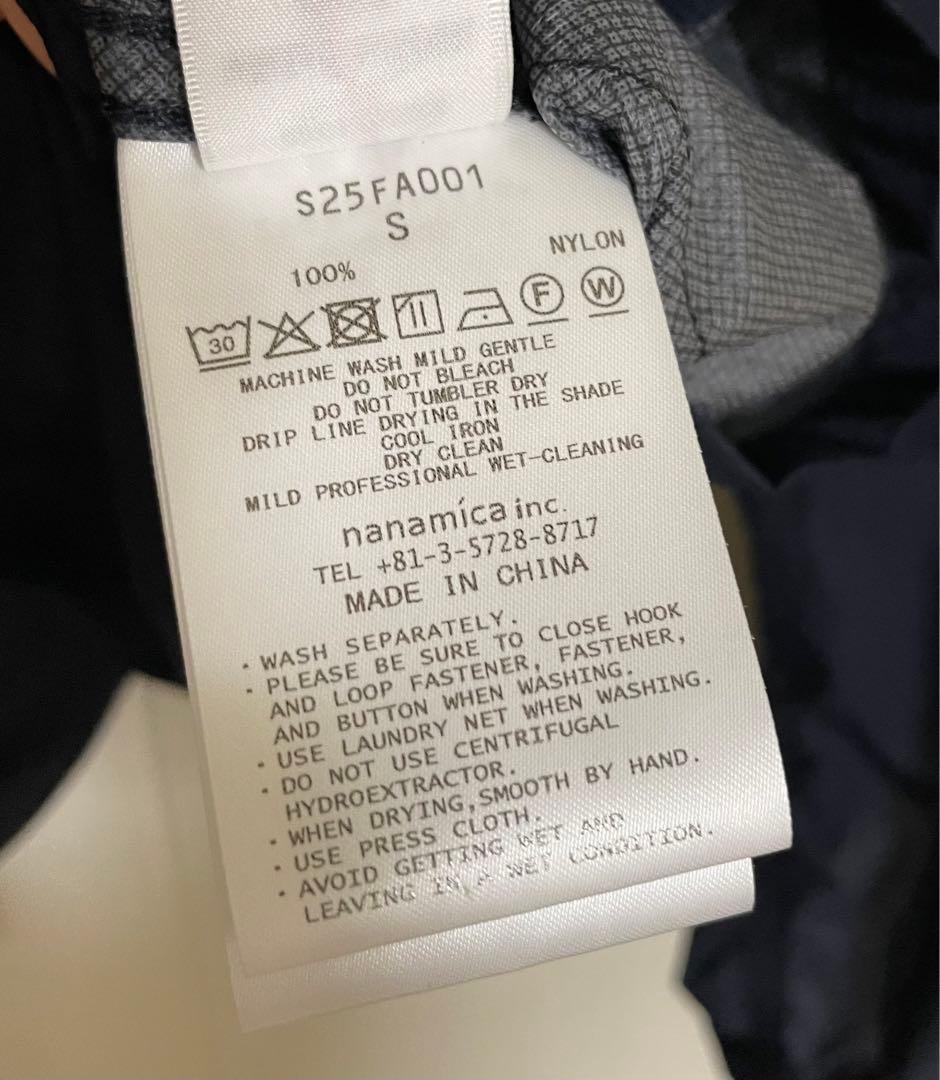 S25FA001
S
100% NYLON
30 F W
MACHINE WASH MILD GENTLE
DO NOT BLEACH
DO NOT TUMBLER DRY
DRIP LINE DRYING IN THE SHADE
COOL IRON
DRY CLEAN
MILD PROFESSIONAL WET-CLEANING
nanamica inc.
TEL +81-3-5728-8717
MADE IN CHINA
・WASH SEPARATELY.
・PLEASE BE SURE TO CLOSE HOOK
AND LOOP FASTENER, FASTENER,
AND BUTTON WHEN WASHING.
・USE LAUNDRY NET WHEN WASHING.
・DO NOT USE CENTRIFUGAL
HYDROEXTRACTOR.
・WHEN DRYING,SMOOTH BY HAND.
・USE PRESS CLOTH.
・AVOID GETTING WET AND
LEAVING IN A WET CONDITION.